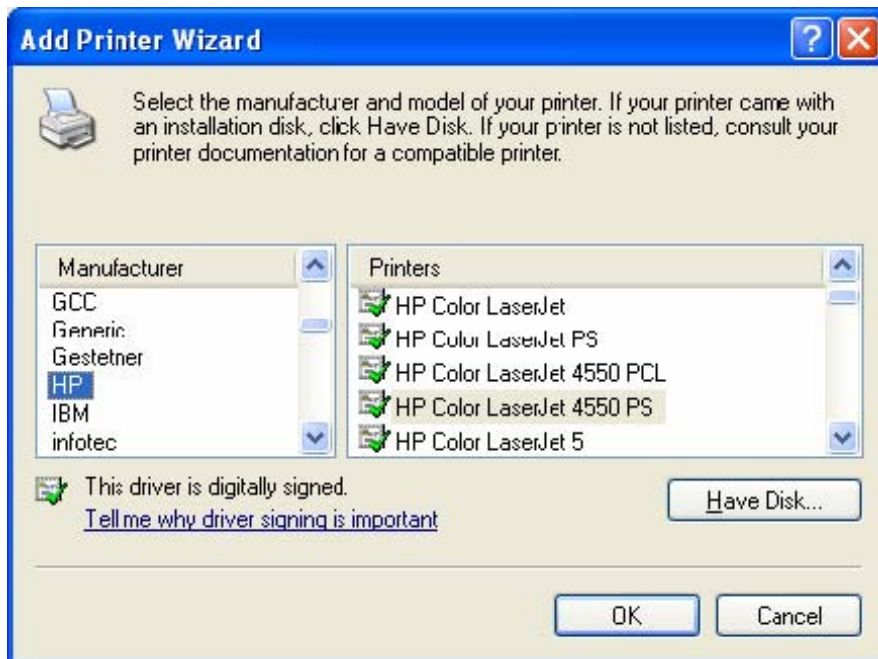 Add Printer Wizard
Select the manufacturer and model of your printer. If your printer came with
an installation disk, click Have Disk. If your printer is not listed, consult your
printer documentation for a compatible printer.
Manufacturer
GCC
Generic
Gestetner
HP
IBM
infotec
Printers
HP Color LaserJet
HP Color LaserJet PS
HP Color LaserJet 4550 PCL
HP Color LaserJet 4550 PS
HP Color LaserJet 5
This driver is digitally signed.
Tell me why driver signing is important
Have Disk...
OK
Cancel